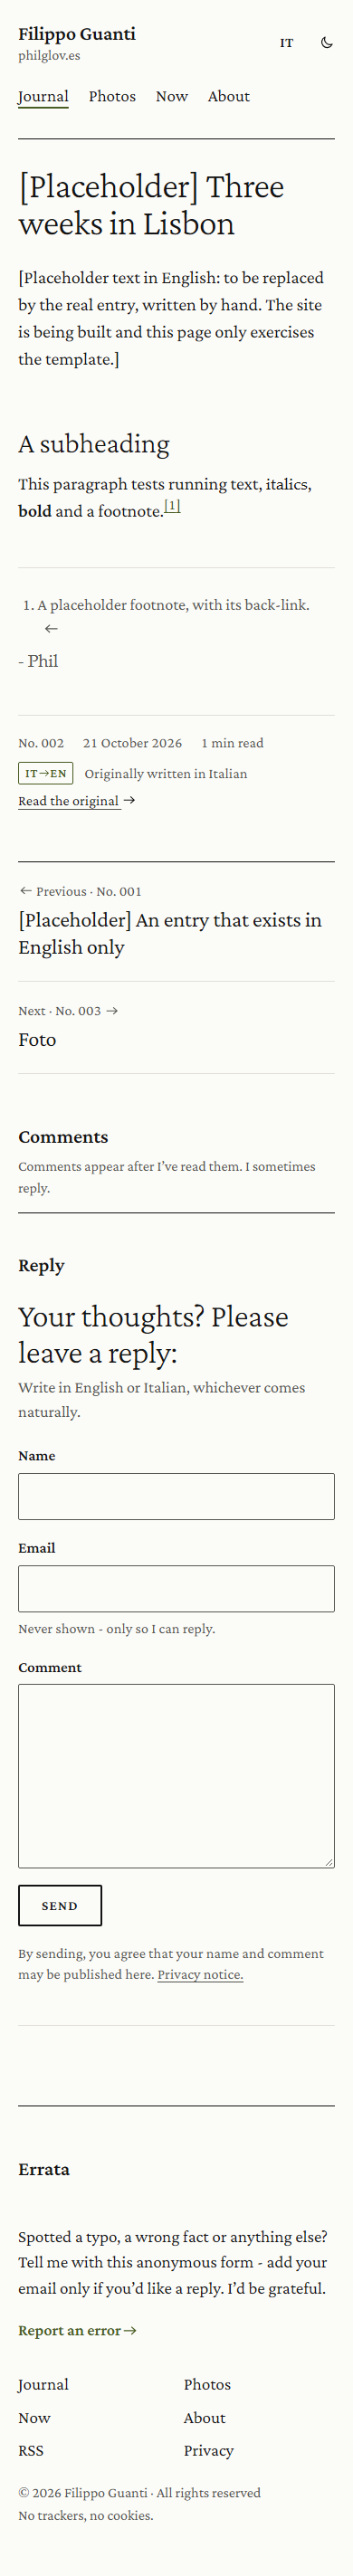 Filippo Guanti
philglov.es
IT
Journal Photos Now About
[Placeholder] Three
weeks in Lisbon
[Placeholder text in English: to be replaced
by the real entry, written by hand. The site
is being built and this page only exercises
the template.]
A subheading
This paragraph tests running text, italics,
bold and a footnote.[1]
1. A placeholder footnote, with its back-link.
←
- Phil
No. 002 21 October 2026 1 min read
IT→EN Originally written in Italian
Read the original →
← Previous · No. 001
[Placeholder] An entry that exists in
English only
Next · No. 003 →
Foto
Comments
Comments appear after I’ve read them. I sometimes
reply.
Reply
Your thoughts? Please
leave a reply:
Write in English or Italian, whichever comes
naturally.
Name
Email
Never shown - only so I can reply.
Comment
SEND
By sending, you agree that your name and comment
may be published here. Privacy notice.
Errata
Spotted a typo, a wrong fact or anything else?
Tell me with this anonymous form - add your
email only if you’d like a reply. I’d be grateful.
Report an error→
Journal Photos
Now About
RSS Privacy
© 2026 Filippo Guanti · All rights reserved
No trackers, no cookies.